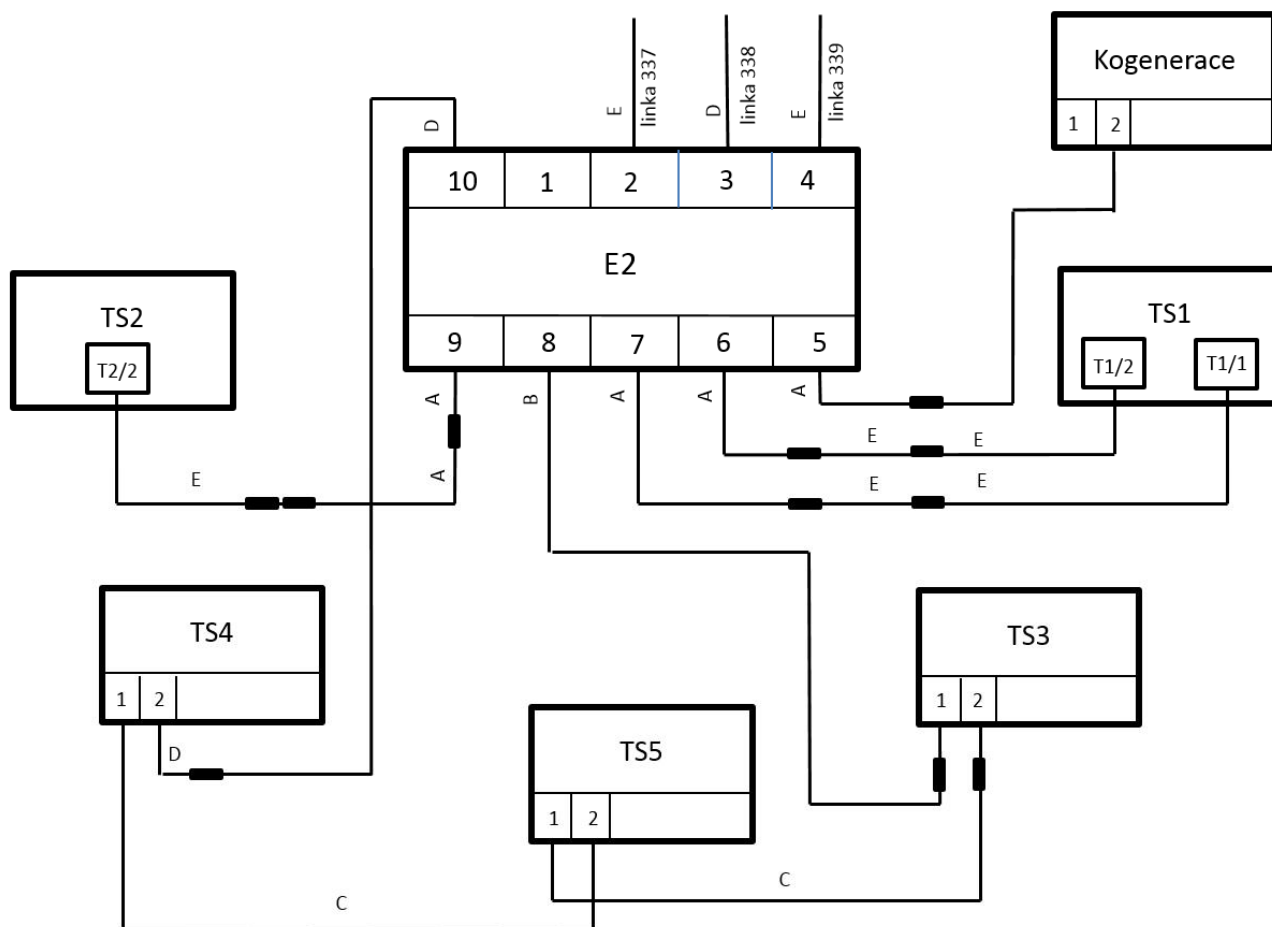 linka 337
linka 338
linka 339
E
D
E
D
Kogenerace
1 2
10 1 2 3 4
E2
9 8 7 6 5
TS2
T2/2
TS1
T1/2 T1/1
A B A A A
A
E
E E
E E
TS4
1 2
D
TS3
1 2
TS5
1 2
C
C